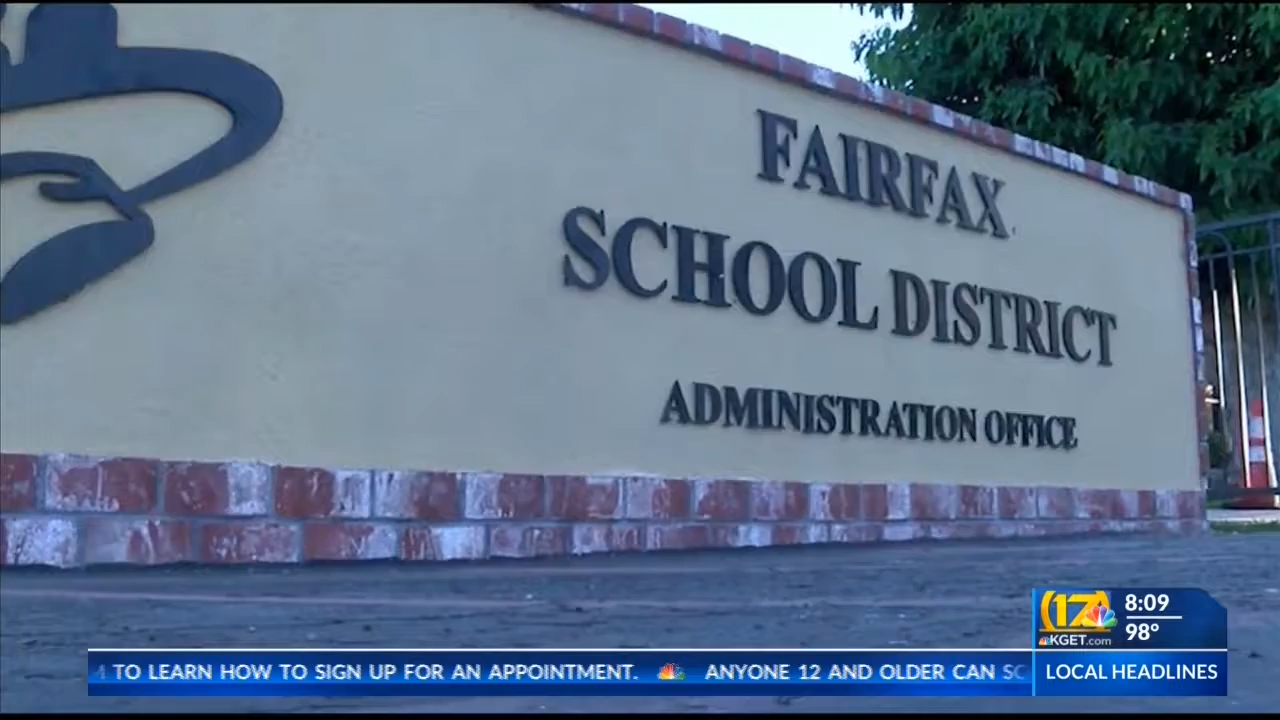 FAIRFAX
SCHOOL DISTRICT
ADMINISTRATION OFFICE
17
KGET.com
8:09
98°
TO LEARN HOW TO SIGN UP FOR AN APPOINTMENT. ANYONE 12 AND OLDER CAN
LOCAL HEADLINES